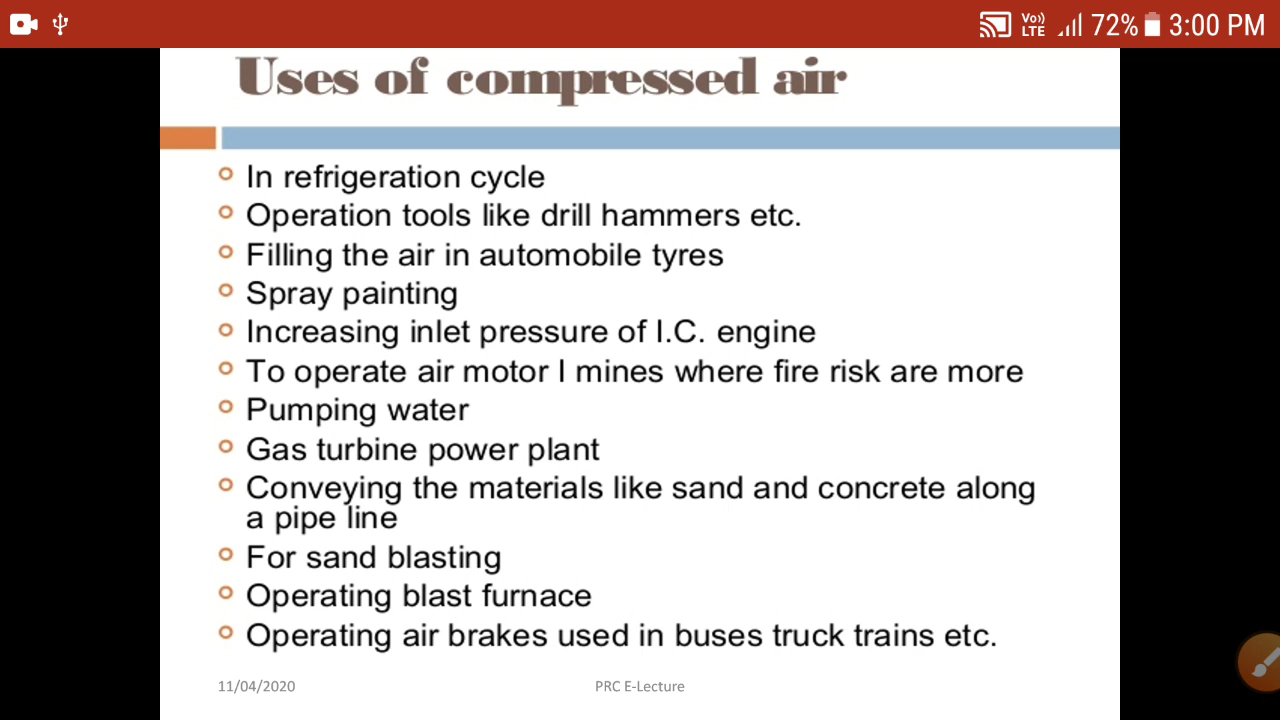 Vo)) LTE 72% 3:00 PM
Uses of compressed air
In refrigeration cycle
Operation tools like drill hammers etc.
Filling the air in automobile tyres
Spray painting
Increasing inlet pressure of I.C. engine
To operate air motor I mines where fire risk are more
Pumping water
Gas turbine power plant
Conveying the materials like sand and concrete along
a pipe line
For sand blasting
Operating blast furnace
Operating air brakes used in buses truck trains etc.
11/04/2020 PRC E-Lecture